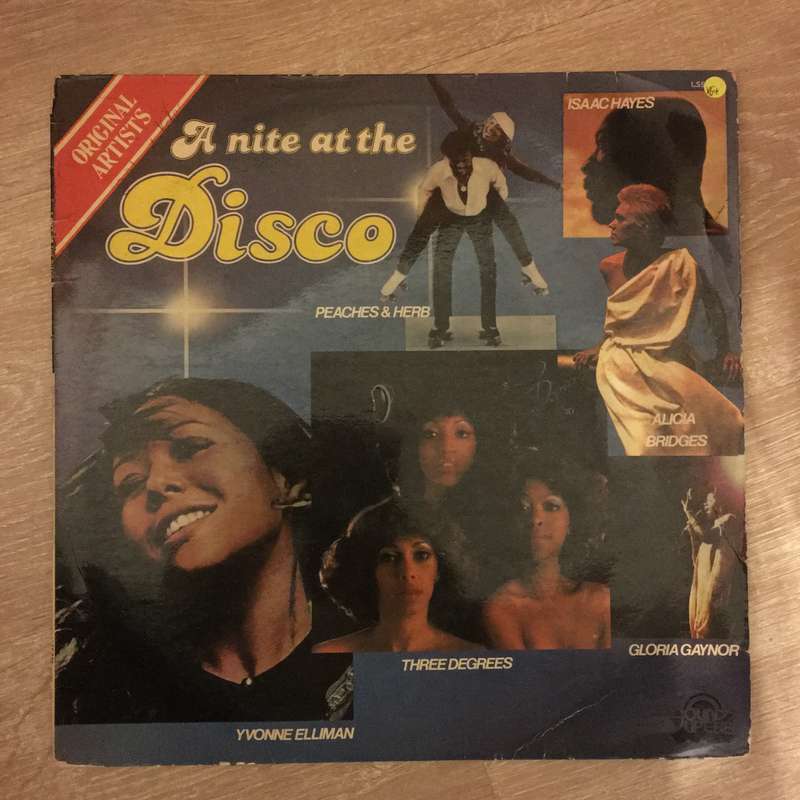 ORIGINAL
ARTISTS
A nite at the
Disco
ISAAC HAYES
PEACHES & HERB
ALICIA
BRIDGES
GLORIA GAYNOR
THREE DEGREES
YVONNE ELLIMAN